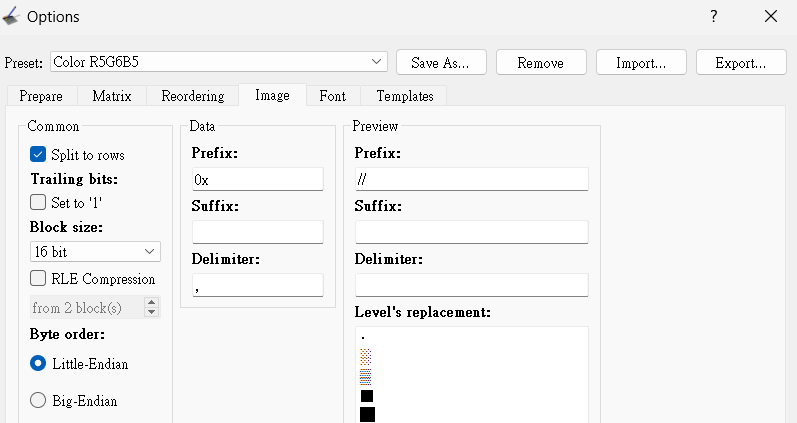 Options
Preset: Color R5G6B5 Save As... Remove Import... Export...
Prepare Matrix Reordering Image Font Templates
Common
Split to rows
Trailing bits:
Set to '1'
Block size:
16 bit
RLE Compression
from 2 block(s)
Byte order:
Little-Endian
Big-Endian
Data
Prefix:
0x
Suffix:
Delimiter:
,
Preview
Prefix:
//
Suffix:
Delimiter:
Level's replacement:
.